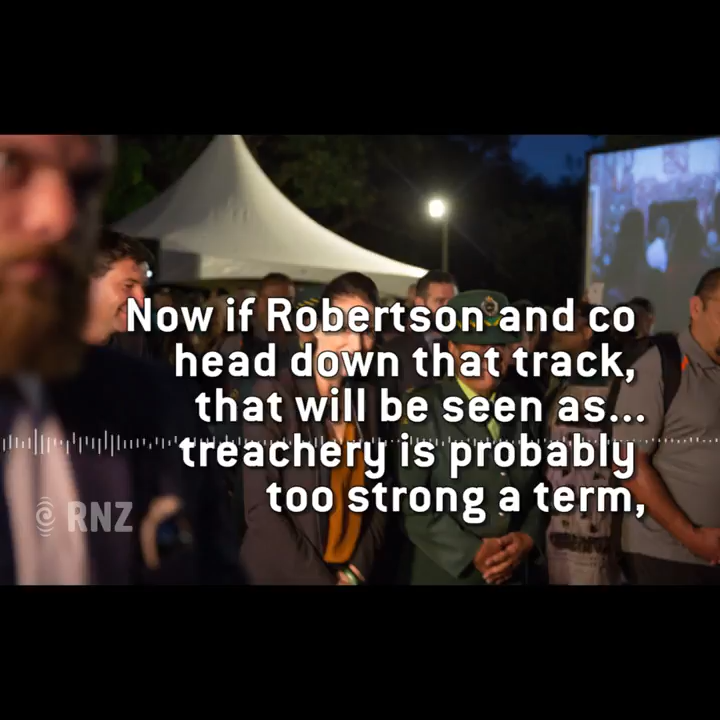 Now if Robertson and co
head down that track,
that will be seen as...
treachery is probably
too strong a term,
RNZ